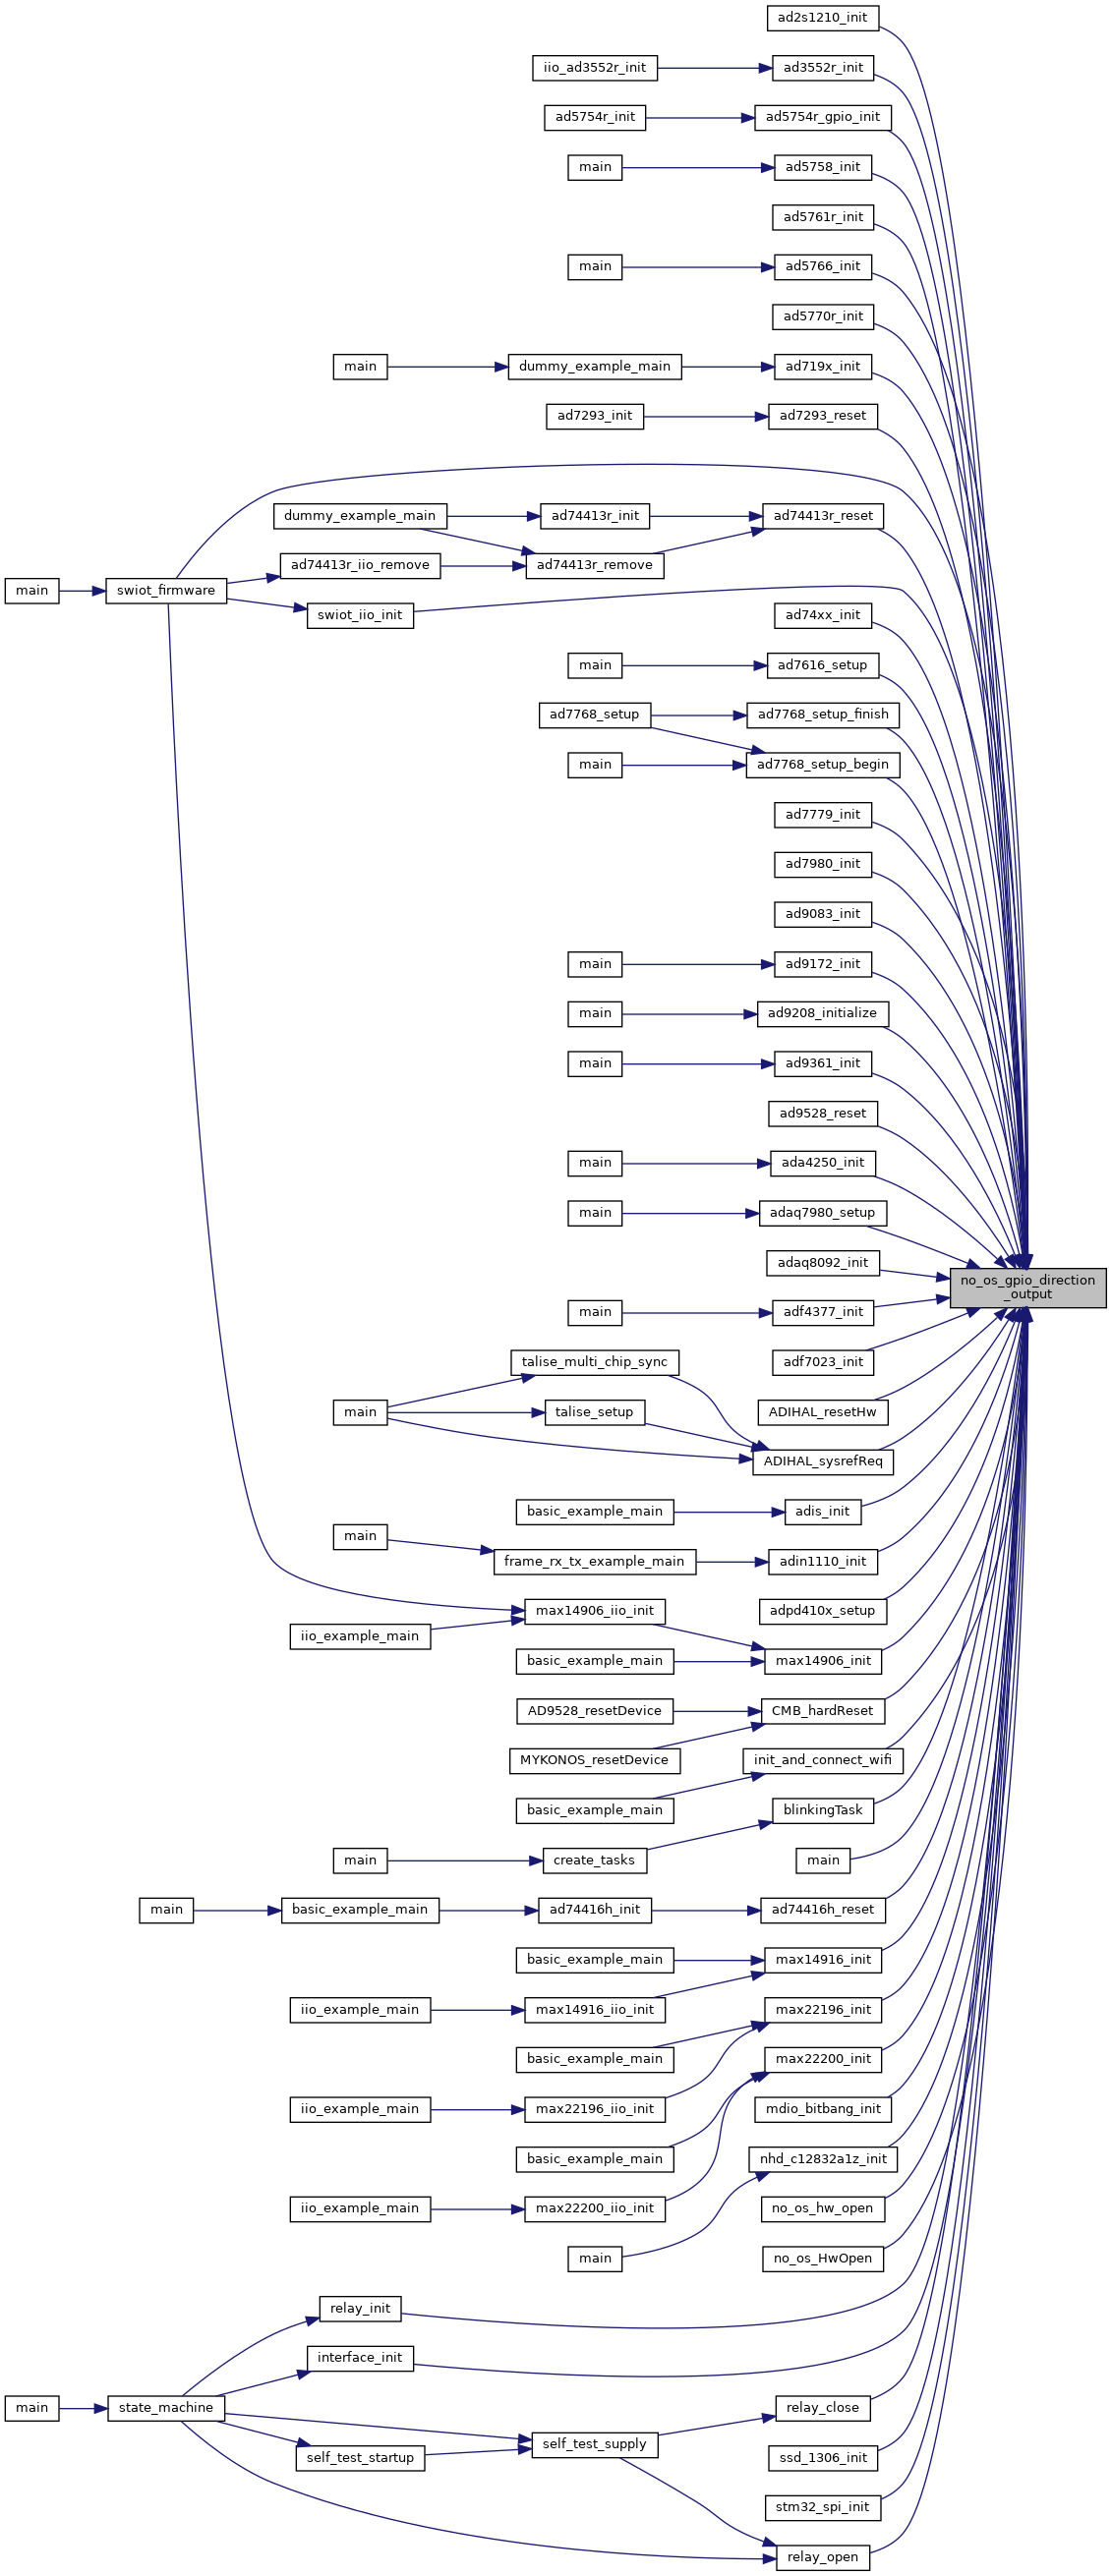 ad2s1210_init
iio_ad3552r_init
ad3552r_init
ad5754r_init
ad5754r_gpio_init
main
ad5758_init
ad5761r_init
main
ad5766_init
ad5770r_init
main
dummy_example_main
ad719x_init
ad7293_init
ad7293_reset
dummy_example_main
ad74413r_init
ad74413r_reset
ad74413r_iio_remove
ad74413r_remove
main
swiot_firmware
swiot_iio_init
ad74xx_init
main
ad7616_setup
ad7768_setup
ad7768_setup_finish
main
ad7768_setup_begin
ad7779_init
ad7980_init
ad9083_init
main
ad9172_init
main
ad9208_initialize
main
ad9361_init
ad9528_reset
main
ada4250_init
main
adaq7980_setup
adaq8092_init
no_os_gpio_direction
_output
main
adf4377_init
talise_multi_chip_sync
adf7023_init
main
talise_setup
ADIHAL_resetHw
ADIHAL_sysrefReq
basic_example_main
adis_init
main
frame_rx_tx_example_main
adin1110_init
max14906_iio_init
adpd410x_setup
iio_example_main
basic_example_main
max14906_init
AD9528_resetDevice
CMB_hardReset
MYKONOS_resetDevice
init_and_connect_wifi
basic_example_main
blinkingTask
main
create_tasks
main
main
basic_example_main
ad74416h_init
ad74416h_reset
basic_example_main
max14916_init
iio_example_main
max14916_iio_init
max22196_init
basic_example_main
max22200_init
iio_example_main
max22196_iio_init
mdio_bitbang_init
basic_example_main
nhd_c12832a1z_init
iio_example_main
max22200_iio_init
no_os_hw_open
main
no_os_HwOpen
relay_init
interface_init
main
state_machine
relay_close
self_test_supply
self_test_startup
ssd_1306_init
stm32_spi_init
relay_open